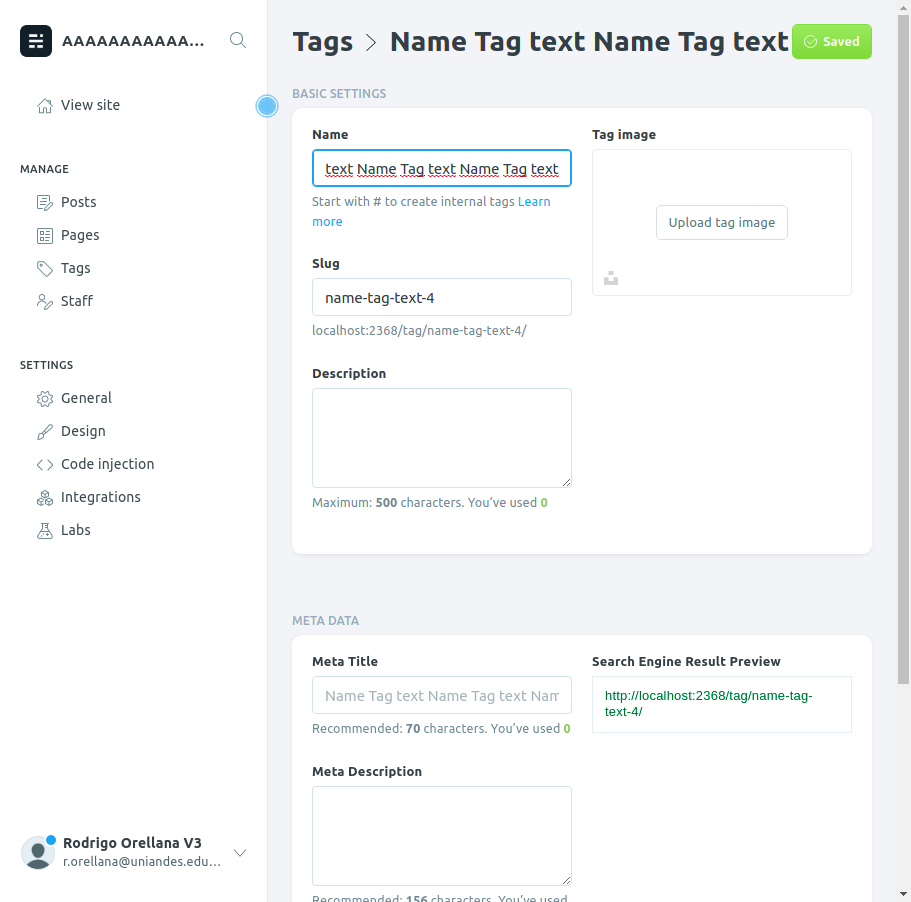 AAAAAAAAAAAA...
View site
MANAGE
Posts
Pages
Tags
Staff
SETTINGS
General
Design
Code injection
Integrations
Labs
Rodrigo Orellana V3
r.orellana@uniandes.edu...
Tags > Name Tag text Name Tag text
Saved
BASIC SETTINGS
Name
text Name Tag text Name Tag text
Start with # to create internal tags Learn
more
Slug
name-tag-text-4
localhost:2368/tag/name-tag-text-4/
Description
Maximum: 500 characters. You’ve used 0
Tag image
Upload tag image
META DATA
Meta Title
Name Tag text Name Tag text Nam
Recommended: 70 characters. You’ve used 0
Meta Description
Recommended: 156 characters. You’ve used
Search Engine Result Preview
http://localhost:2368/tag/name-tag-
text-4/